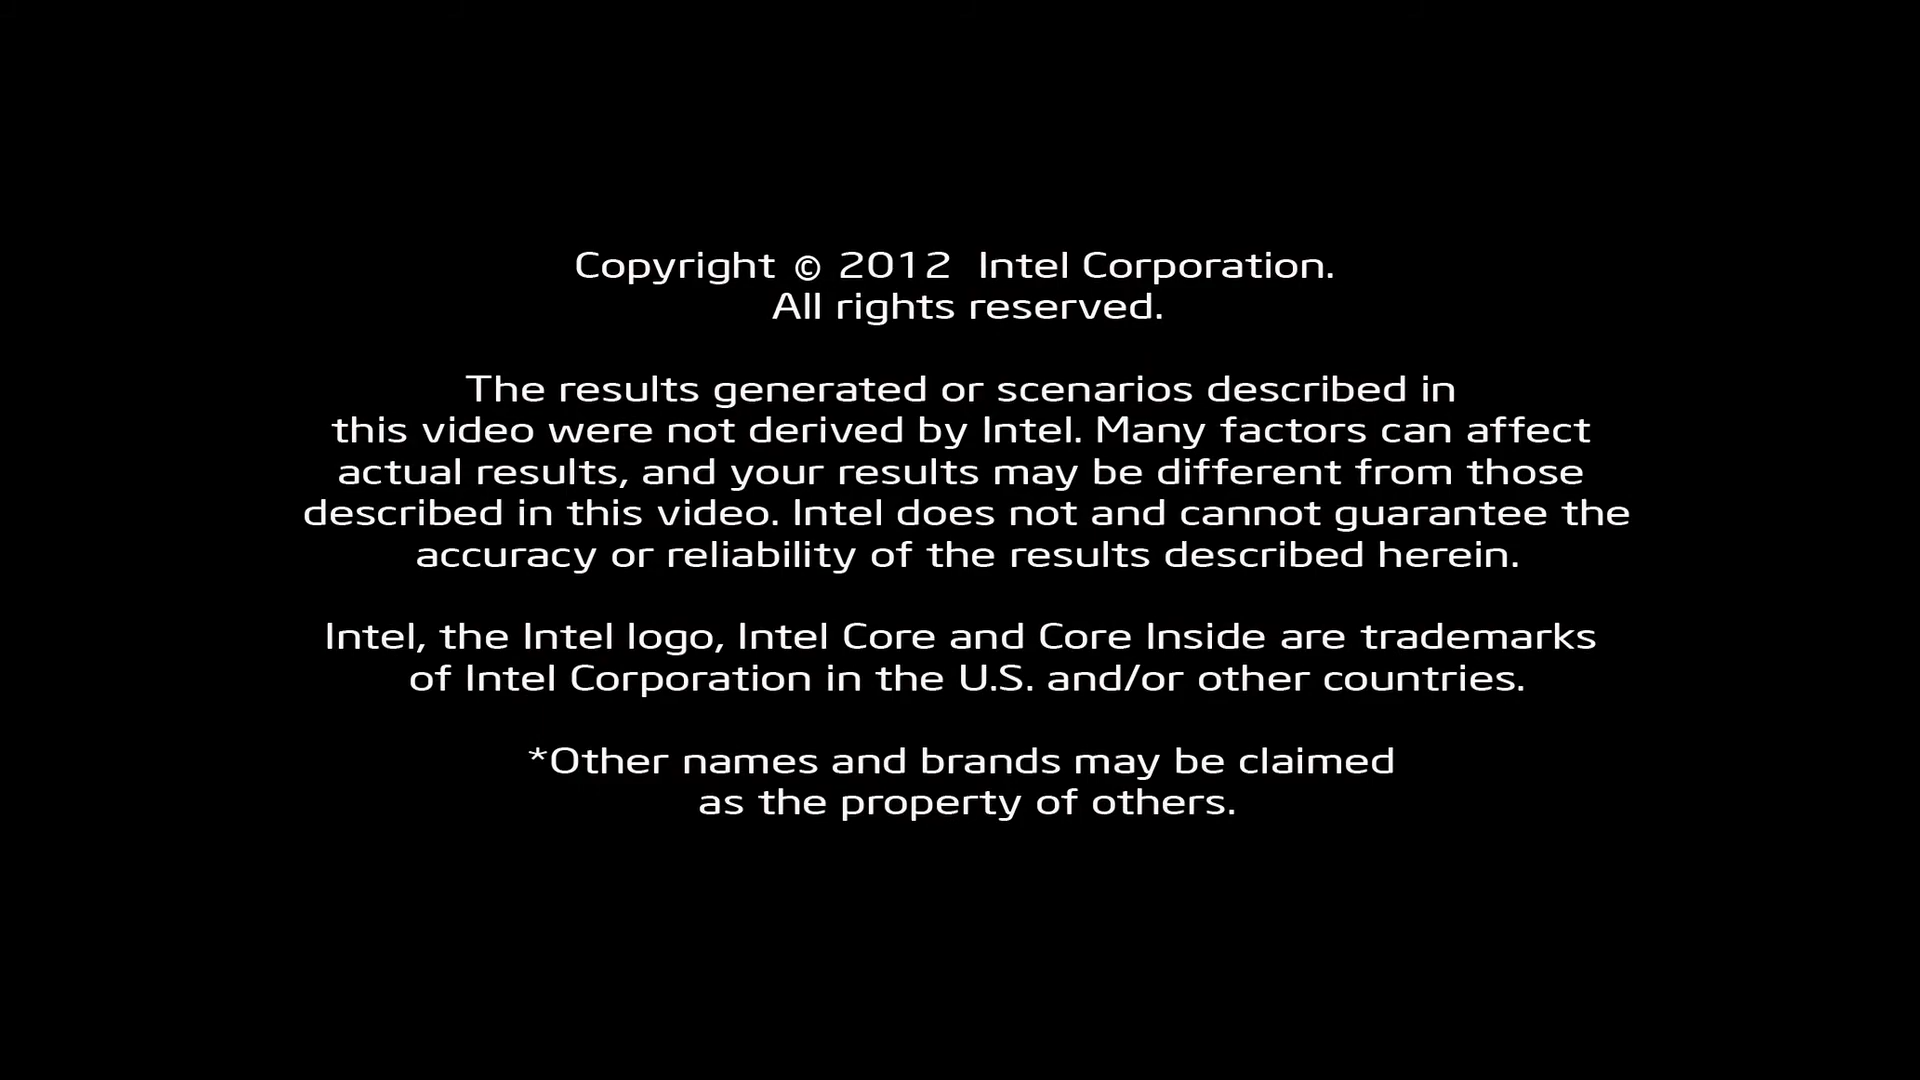 Copyright © 2012 Intel Corporation.
All rights reserved.
The results generated or scenarios described in
this video were not derived by Intel. Many factors can affect
actual results, and your results may be different from those
described in this video. Intel does not and cannot guarantee the
accuracy or reliability of the results described herein.
Intel, the Intel logo, Intel Core and Core Inside are trademarks
of Intel Corporation in the U.S. and/or other countries.
*Other names and brands may be claimed
as the property of others.